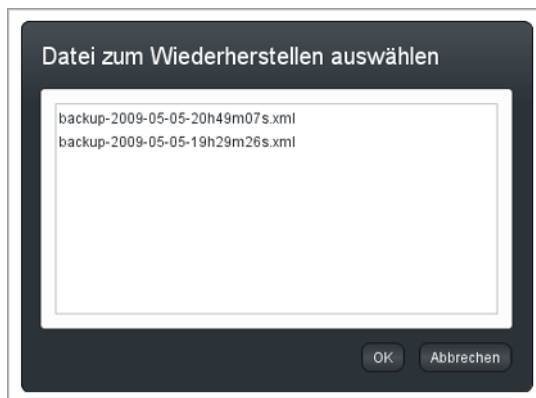 Datei zum Wiederherstellen auswählen
backup-2009-05-05-20h49m07s.xml
backup-2009-05-05-19h29m26s.xml
OK
Abbrechen